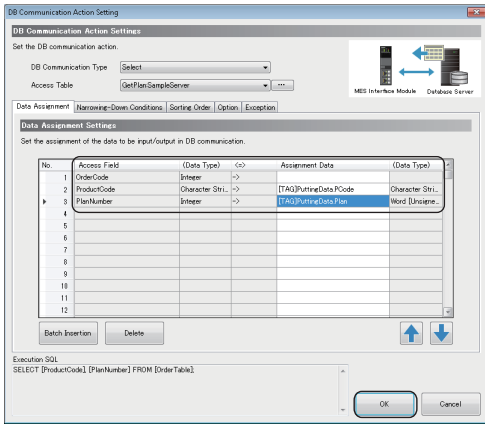 DB Communication Action Setting
DB Communication Action Settings
Set the DB communication action.
DB Communication Type Select
Access Table GetPlanSampleServer ...
MES Interface Module Database Server
Data Assignment Narrowing-Down Conditions Sorting Order Option Exception
Data Assignment Settings
Set the assignment of the data to be input/output in DB communication.
No. Access Field (Data Type) <=> Assignment Data (Data Type)
1 OrderCode Integer =>
2 ProductCode Character Stri... => [TAG]PuttingData.PCode Character Stri...
3 PlanNumber Integer => [TAG]PuttingData.Plan Word [Unsigne...
4
5
6
7
8
9
10
11
12
Batch Insertion Delete
Execution SQL
SELECT [ProductCode], [PlanNumber] FROM [OrderTable];
OK Cancel